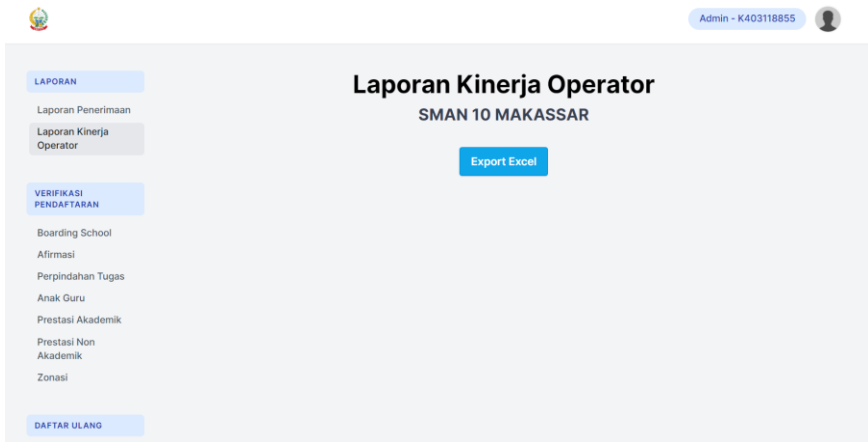 Admin - K403118855
LAPORAN
Laporan Penerimaan
Laporan Kinerja
Operator
VERIFIKASI
PENDAFTARAN
Boarding School
Afirmasi
Perpindahan Tugas
Anak Guru
Prestasi Akademik
Prestasi Non
Akademik
Zonasi
DAFTAR ULANG
Laporan Kinerja Operator
SMAN 10 MAKASSAR
Export Excel